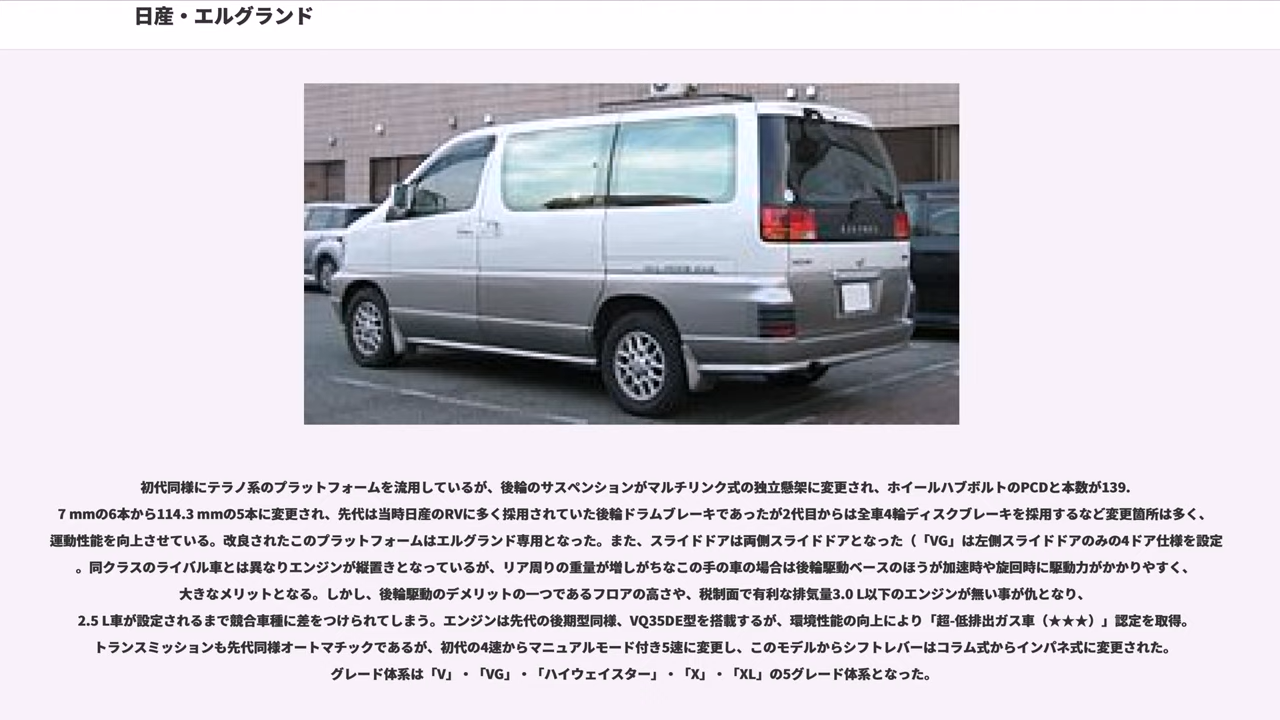 日産・エルグランド
初代同様にテラノ系のプラットフォームを流用しているが、後輪のサスペンションがマルチリンク式の独立懸架に変更され、ホイールハブボルトのPCDと本数が139.
7 mmの6本から114.3 mmの5本に変更され、先代は当時日産のRVに多く採用されていた後輪ドラムブレーキであったが2代目からは全車4輪ディスクブレーキを採用するなど変更箇所は多く、
運動性能を向上させている。改良されたこのプラットフォームはエルグランド専用となった。また、スライドドアは両側スライドドアとなった（「VG」は左側スライドドアのみの4ドア仕様を設定
。同クラスのライバル車とは異なりエンジンが縦置きとなっているが、リア周りの重量が増しがちなこの手の車の場合は後輪駆動ベースのほうが加速時や旋回時に駆動力がかかりやすく、
大きなメリットとなる。しかし、後輪駆動のデメリットの一つであるフロアの高さや、税制面で有利な排気量3.0 L以下のエンジンが無い事が仇となり、
2.5 L車が設定されるまで競合車種に差をつけられてしまう。エンジンは先代の後期型同様、VQ35DE型を搭載するが、環境性能の向上により「超-低排出ガス車（★★★）」認定を取得。
トランスミッションも先代同様オートマチックであるが、初代の4速からマニュアルモード付き5速に変更し、このモデルからシフトレバーはコラム式からインパネ式に変更された。
グレード体系は「V」・「VG」・「ハイウェイスター」・「X」・「XL」の5グレード体系となった。